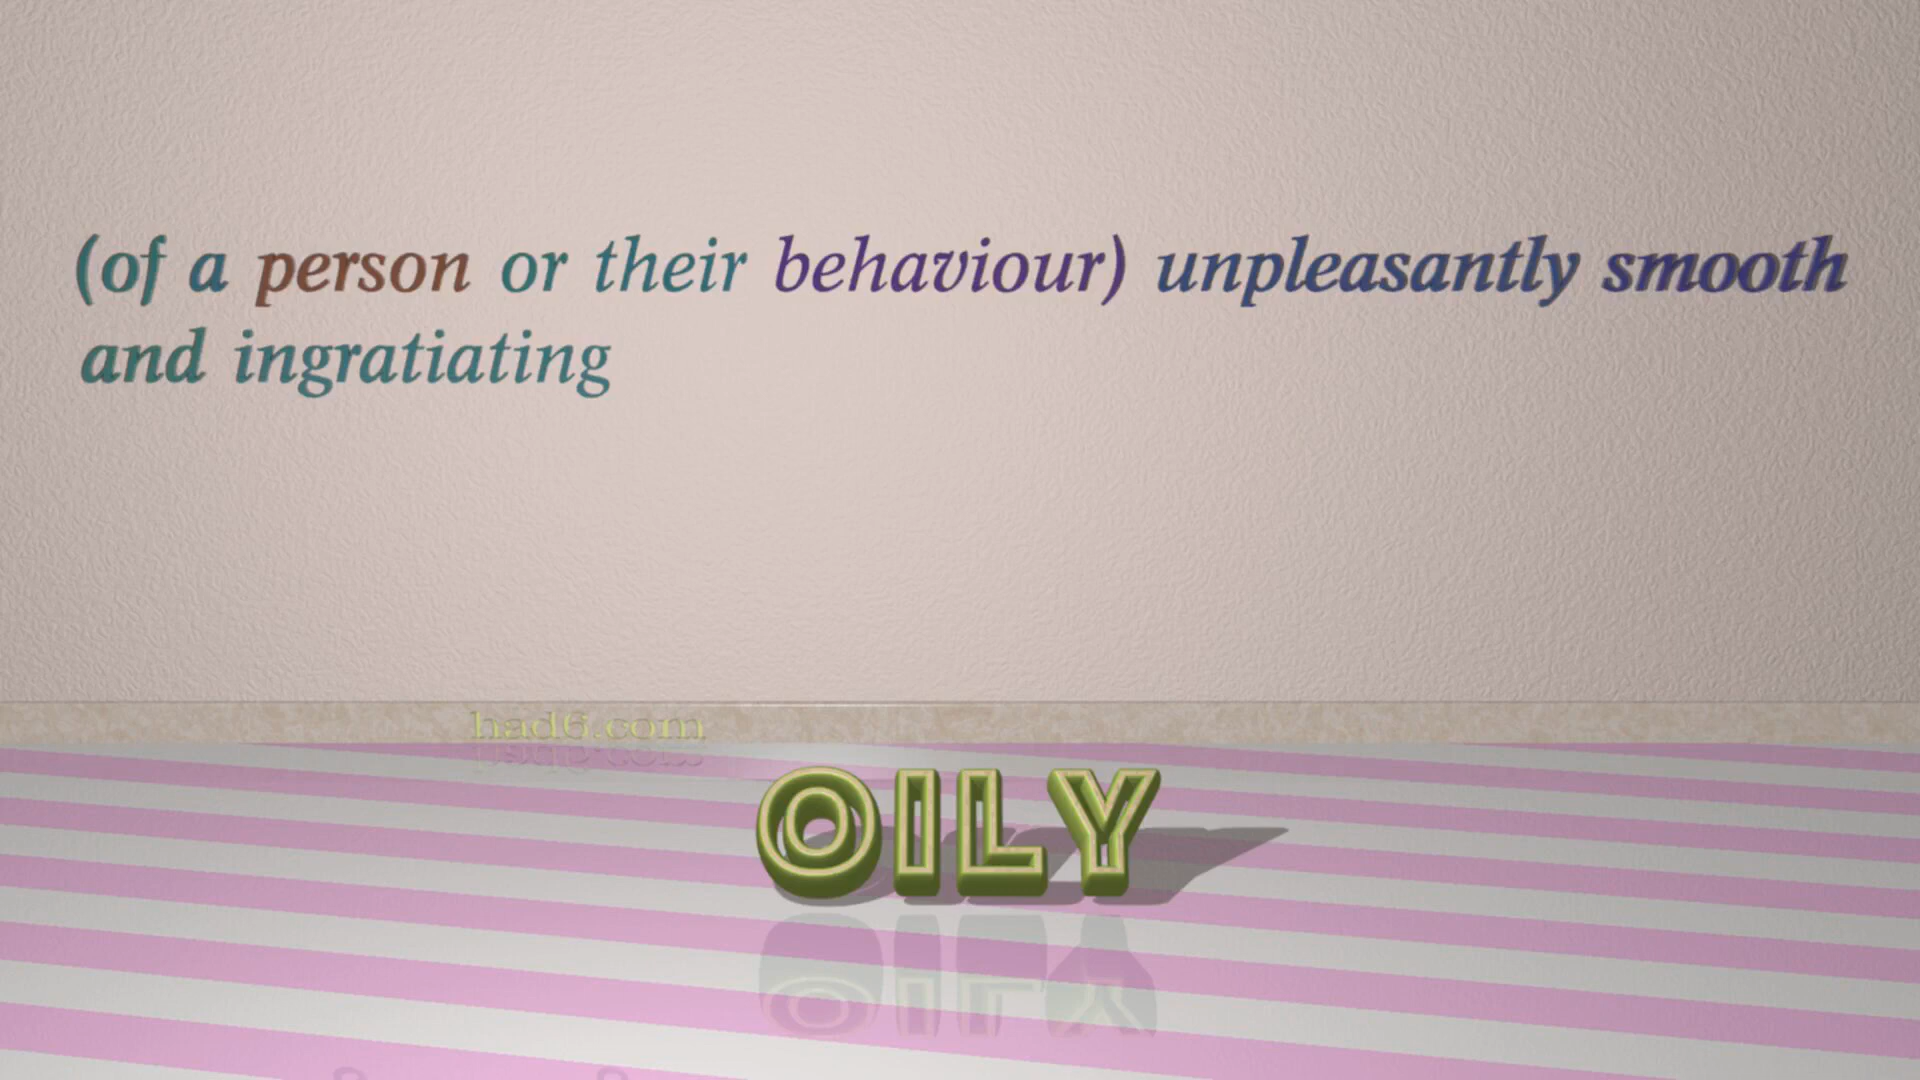 (of a person or their behaviour) unpleasantly smooth
and ingratiating
had6.com
OILY